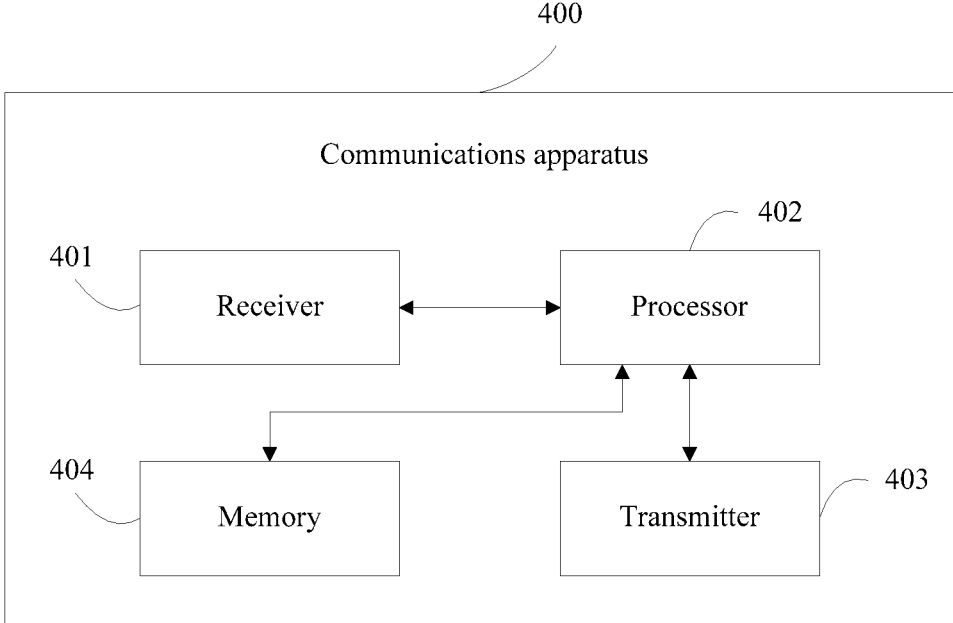 400
Communications apparatus
402
401
Receiver
Processor
404
403
Memory
Transmitter